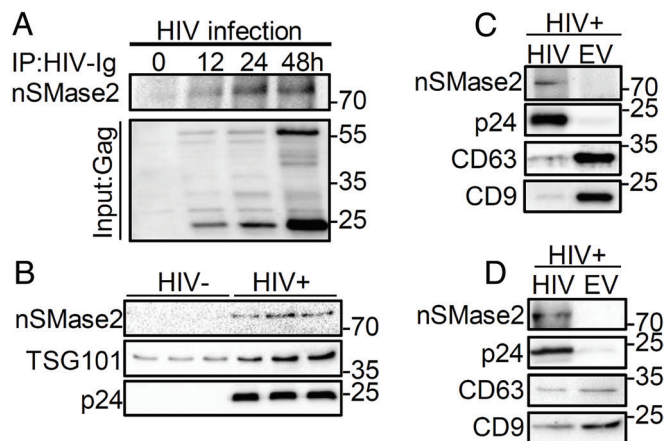 A
HIV infection
IP:HIV-Ig 0 12 24 48h
nSMase2
70
Input:Gag
55
35
25
B
HIV- HIV+
nSMase2
70
TSG101
35
p24
25
C
HIV+
HIV EV
nSMase2
70
p24
25
CD63
35
CD9
25
D
HIV+
HIV EV
nSMase2
70
p24
25
CD63
35
CD9
25